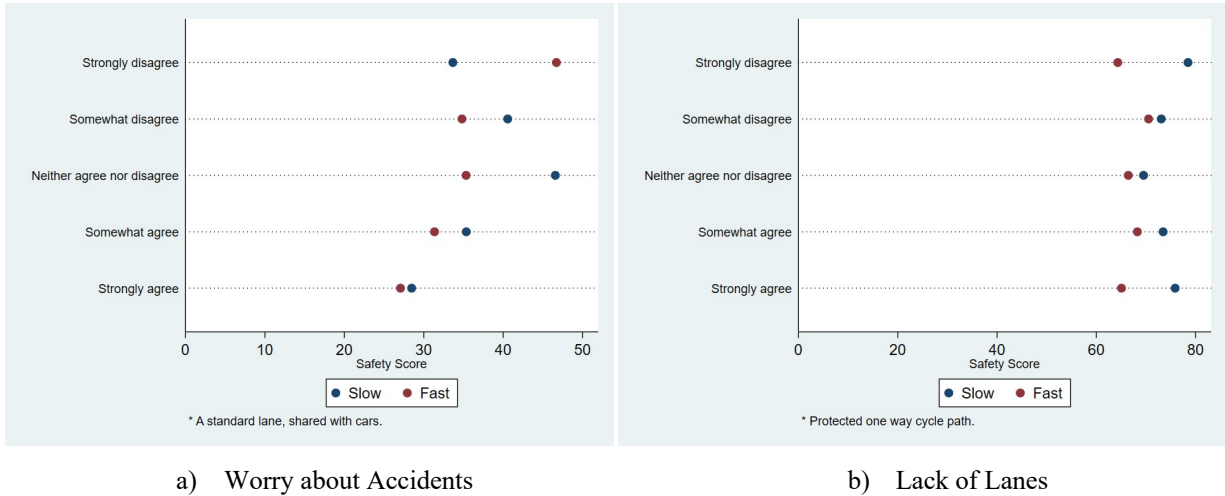 Strongly disagree
Somewhat disagree
Neither agree nor disagree
Somewhat agree
Strongly agree
0 10 20 30 40 50
Safety Score
Slow Fast
* A standard lane, shared with cars.
a) Worry about Accidents
Strongly disagree
Somewhat disagree
Neither agree nor disagree
Somewhat agree
Strongly agree
0 20 40 60 80
Safety Score
Slow Fast
* Protected one way cycle path.
b) Lack of Lanes